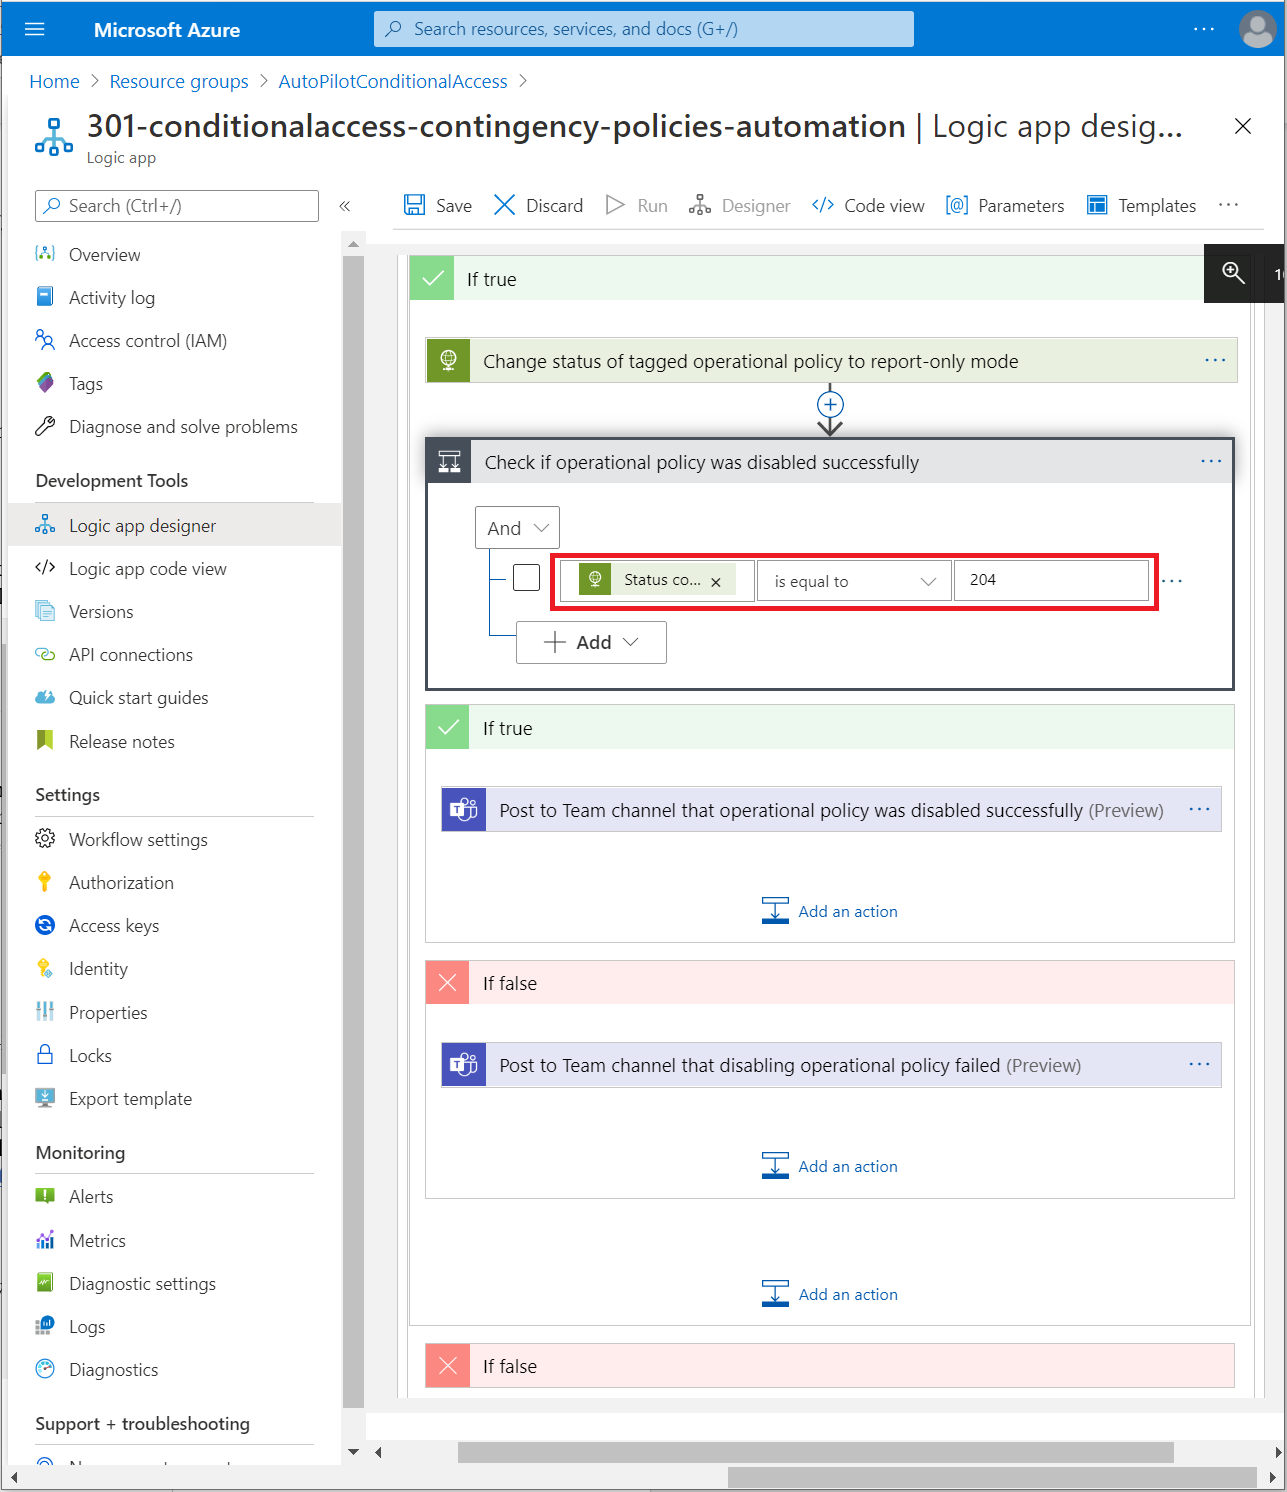 Microsoft Azure
Search resources, services, and docs (G+/)
Home > Resource groups > AutoPilotConditionalAccess >
301-conditionalaccess-contingency-policies-automation | Logic app desig...
Logic app
Search (Ctrl+/)
Save
Discard
Run
Designer
Code view
Parameters
Templates
Overview
Activity log
Access control (IAM)
Tags
Diagnose and solve problems
Development Tools
Logic app designer
Logic app code view
Versions
API connections
Quick start guides
Release notes
Settings
Workflow settings
Authorization
Access keys
Identity
Properties
Locks
Export template
Monitoring
Alerts
Metrics
Diagnostic settings
Logs
Diagnostics
Support + troubleshooting
If true
Change status of tagged operational policy to report-only mode
Check if operational policy was disabled successfully
And
Status co... is equal to 204
Add
If true
Post to Team channel that operational policy was disabled successfully (Preview)
Add an action
If false
Post to Team channel that disabling operational policy failed (Preview)
Add an action
Add an action
If false